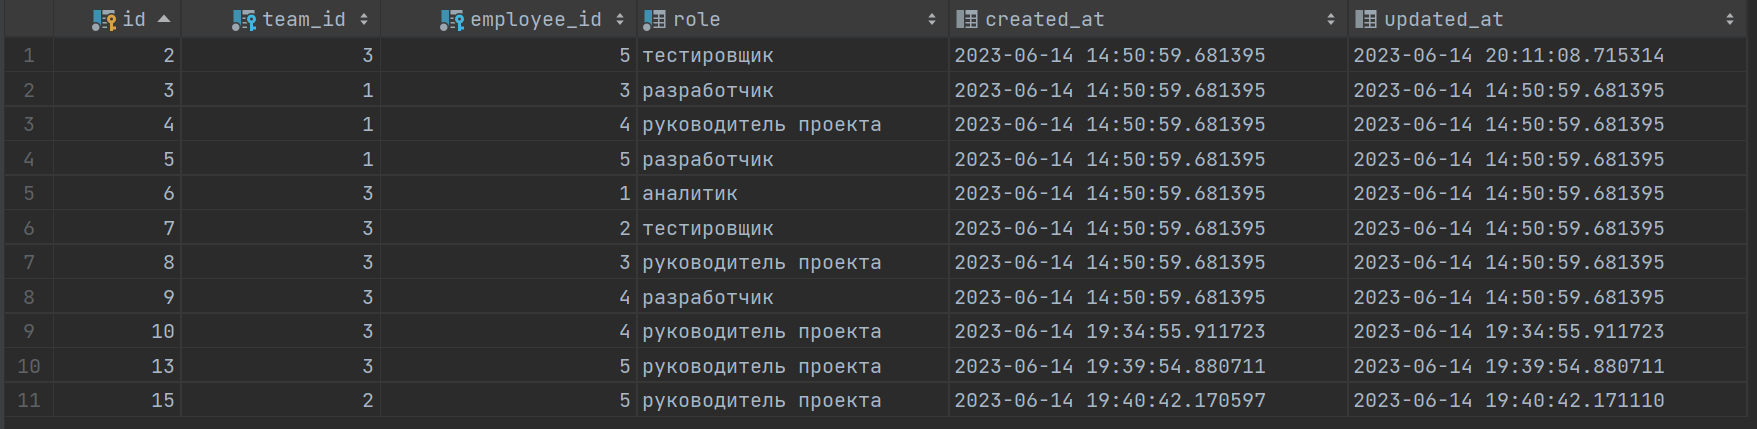 id team_id employee_id role created_at updated_at
1 2 3 5 тестировщик 2023-06-14 14:50:59.681395 2023-06-14 20:11:08.715314
2 3 1 3 разработчик 2023-06-14 14:50:59.681395 2023-06-14 14:50:59.681395
3 4 1 4 руководитель проекта 2023-06-14 14:50:59.681395 2023-06-14 14:50:59.681395
4 5 1 5 разработчик 2023-06-14 14:50:59.681395 2023-06-14 14:50:59.681395
5 6 3 1 аналитик 2023-06-14 14:50:59.681395 2023-06-14 14:50:59.681395
6 7 3 2 тестировщик 2023-06-14 14:50:59.681395 2023-06-14 14:50:59.681395
7 8 3 3 руководитель проекта 2023-06-14 14:50:59.681395 2023-06-14 14:50:59.681395
8 9 3 4 разработчик 2023-06-14 14:50:59.681395 2023-06-14 14:50:59.681395
9 10 3 4 руководитель проекта 2023-06-14 19:34:55.911723 2023-06-14 19:34:55.911723
10 13 3 5 руководитель проекта 2023-06-14 19:39:54.880711 2023-06-14 19:39:54.880711
11 15 2 5 руководитель проекта 2023-06-14 19:40:42.170597 2023-06-14 19:40:42.171110